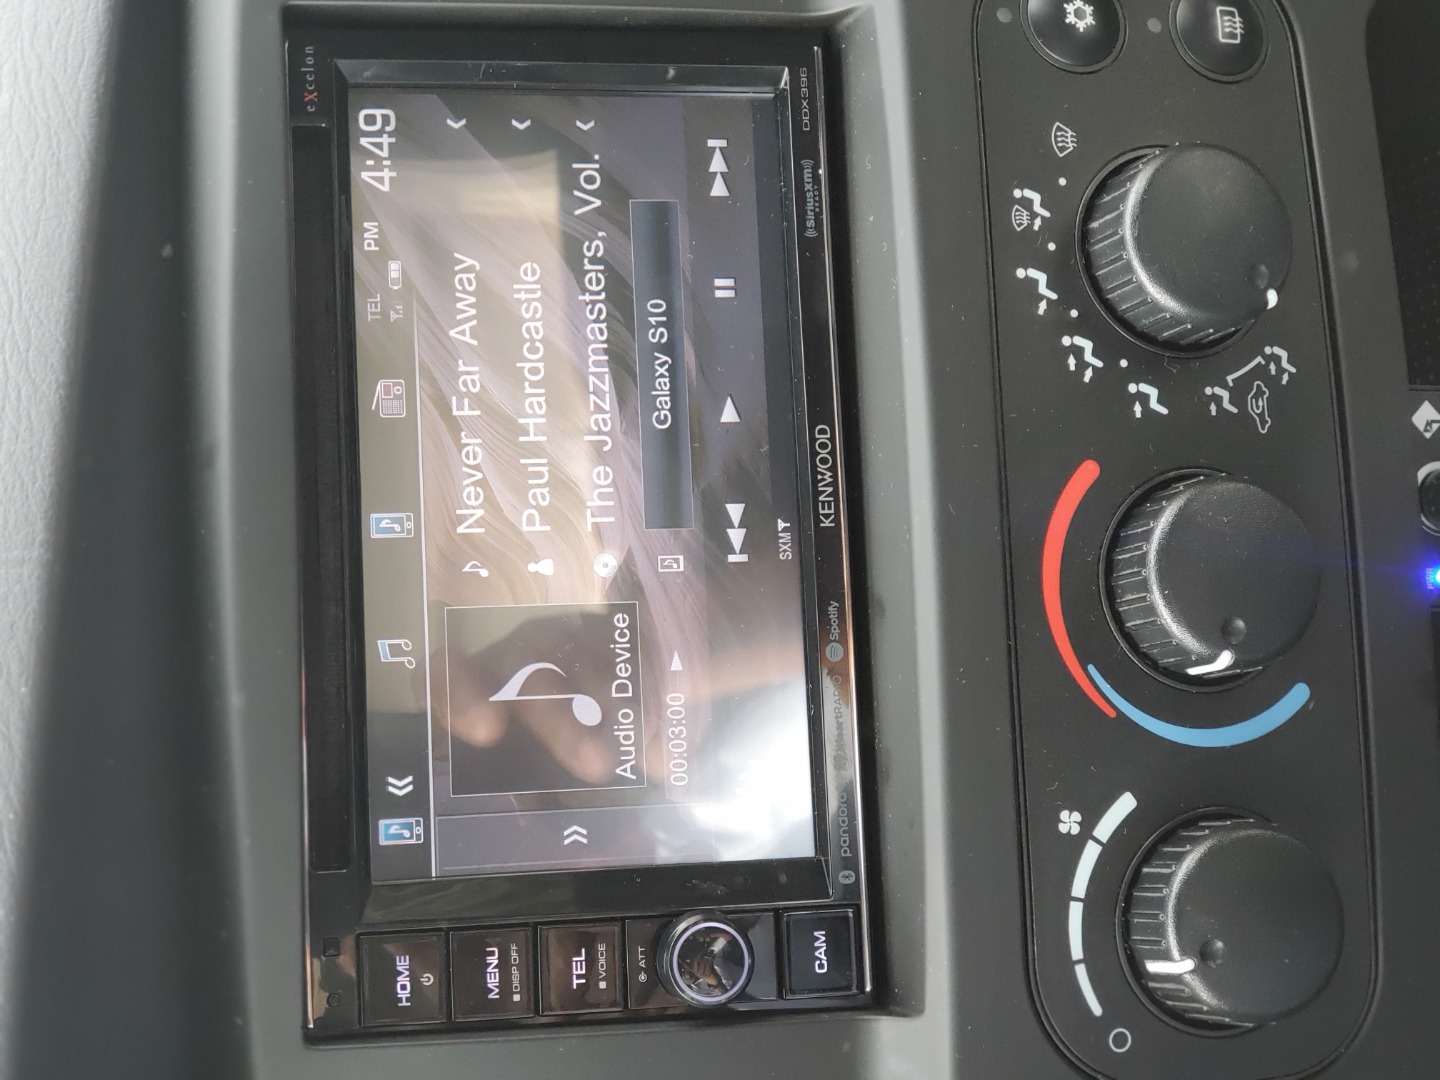 eXcelon
TEL
PM
4:49
Never Far Away
Paul Hardcastle
The Jazzmasters, Vol.
Audio Device
00:03:00
Galaxy S10
SXM
HOME
MENU
DISP OFF
TEL
VOICE
ATT
CAM
pandora
iHeartRADIO
Spotify
KENWOOD
((siriusxm))
READY
DDX396